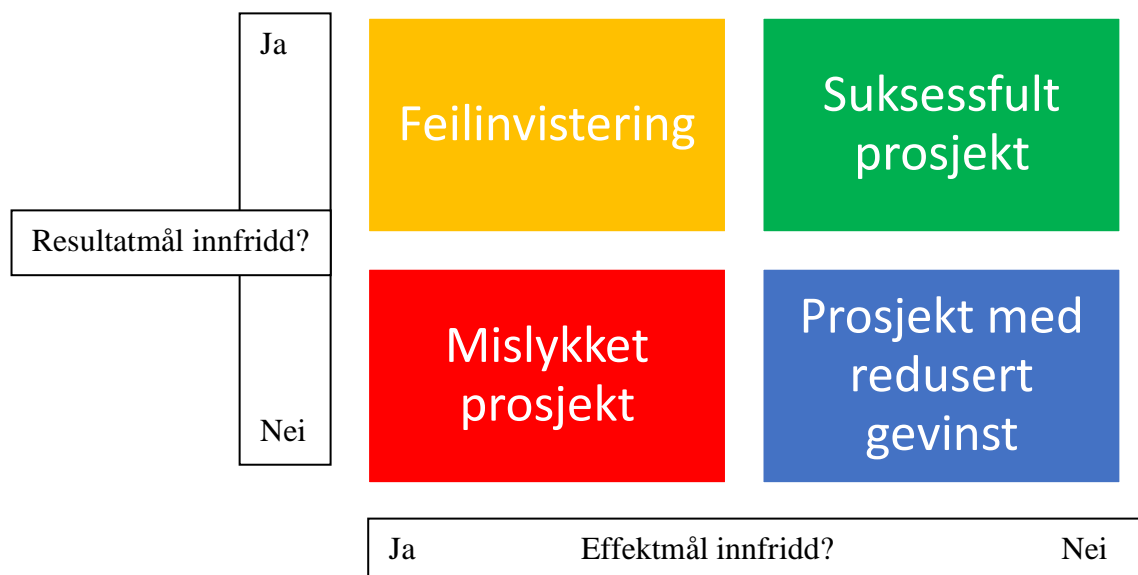 Ja
Feilinvistering
Suksessfult
prosjekt
Resultatmål innfridd?
Mislykket
prosjekt
Prosjekt med
redusert
gevinst
Nei
Ja Effektmål innfridd? Nei